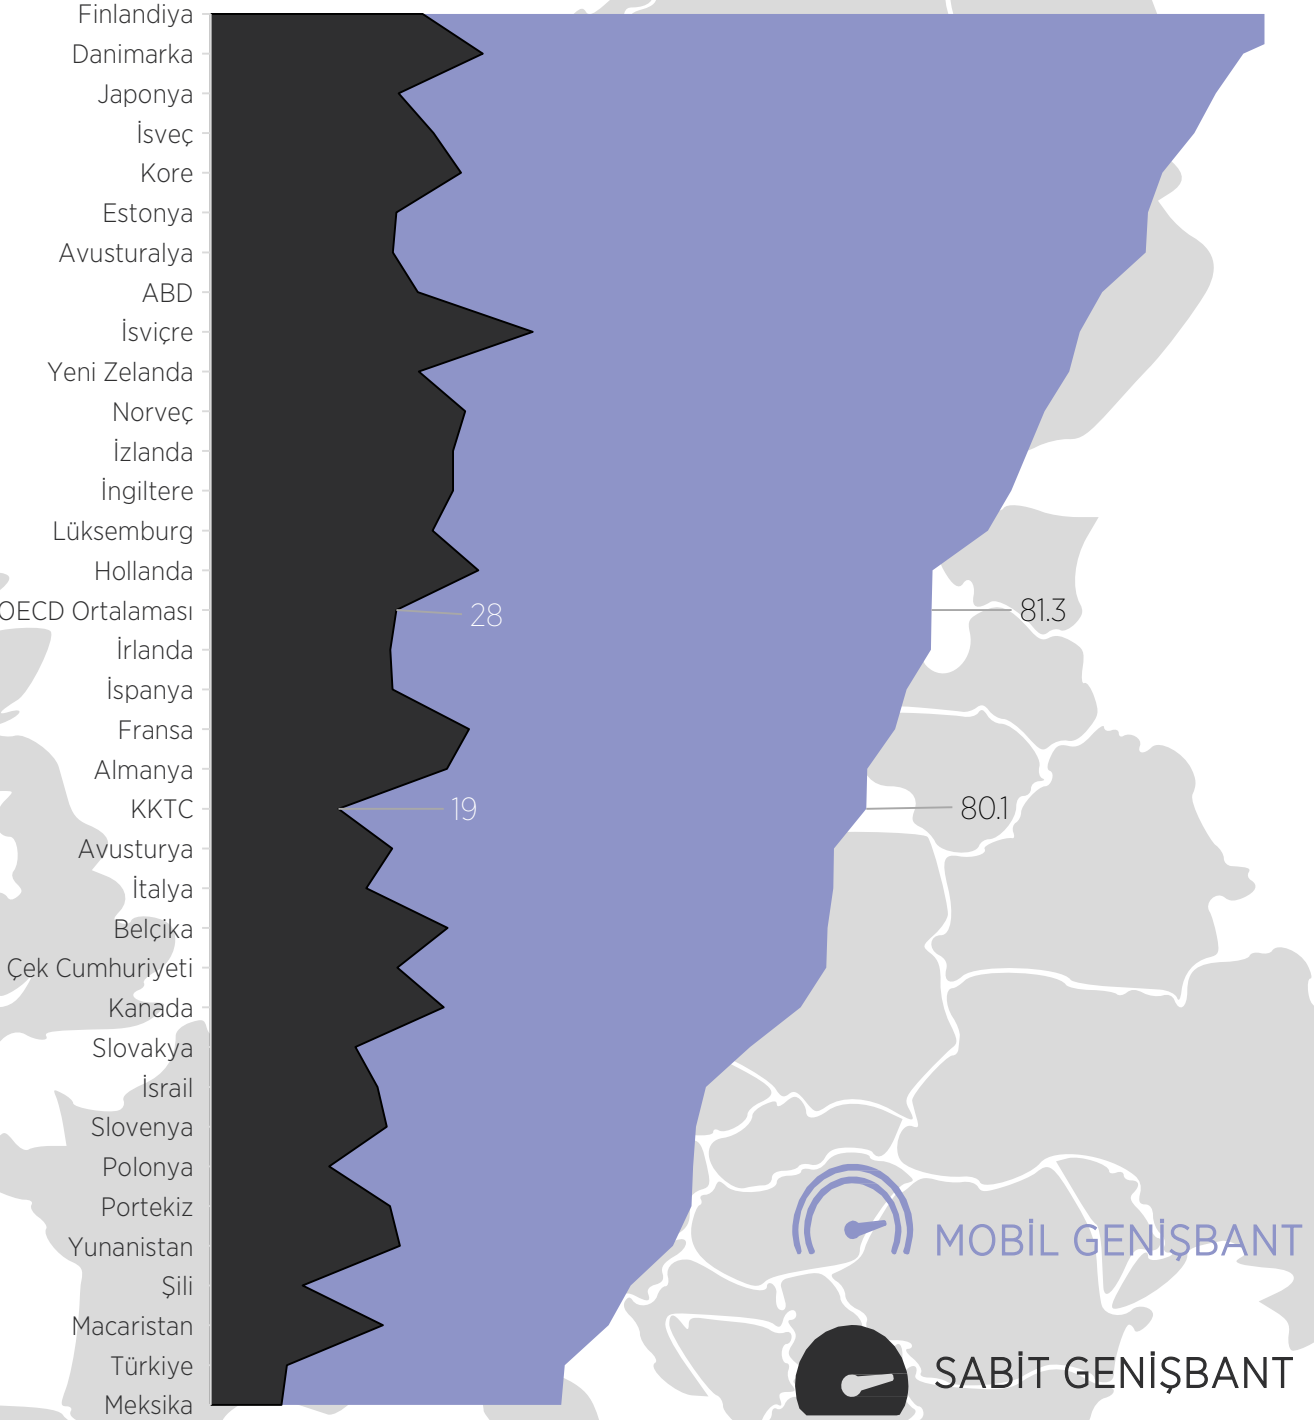 Finlandiya
Danimarka
Japonya
İsveç
Kore
Estonya
Avusturalya
ABD
İsviçre
Yeni Zelanda
Norveç
İzlanda
İngiltere
Lüksemburg
Hollanda
OECD Ortalaması 28 81.3
İrlanda
İspanya
Fransa
Almanya
KKTC 19 80.1
Avusturya
İtalya
Belçika
Çek Cumhuriyeti
Kanada
Slovakya
İsrail
Slovenya
Polonya
Portekiz
Yunanistan
MOBİL GENİŞBANT
Şili
Macaristan
Türkiye
SABİT GENİŞBANT
Meksika